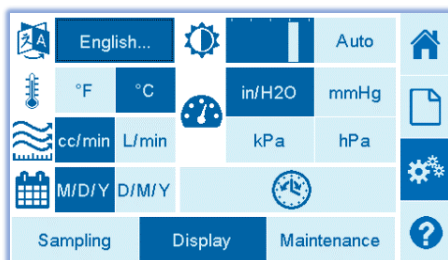 English...
Auto
°F °C
in/H2O mmHg
cc/min L/min
kPa hPa
M/D/Y D/M/Y
Sampling Display Maintenance